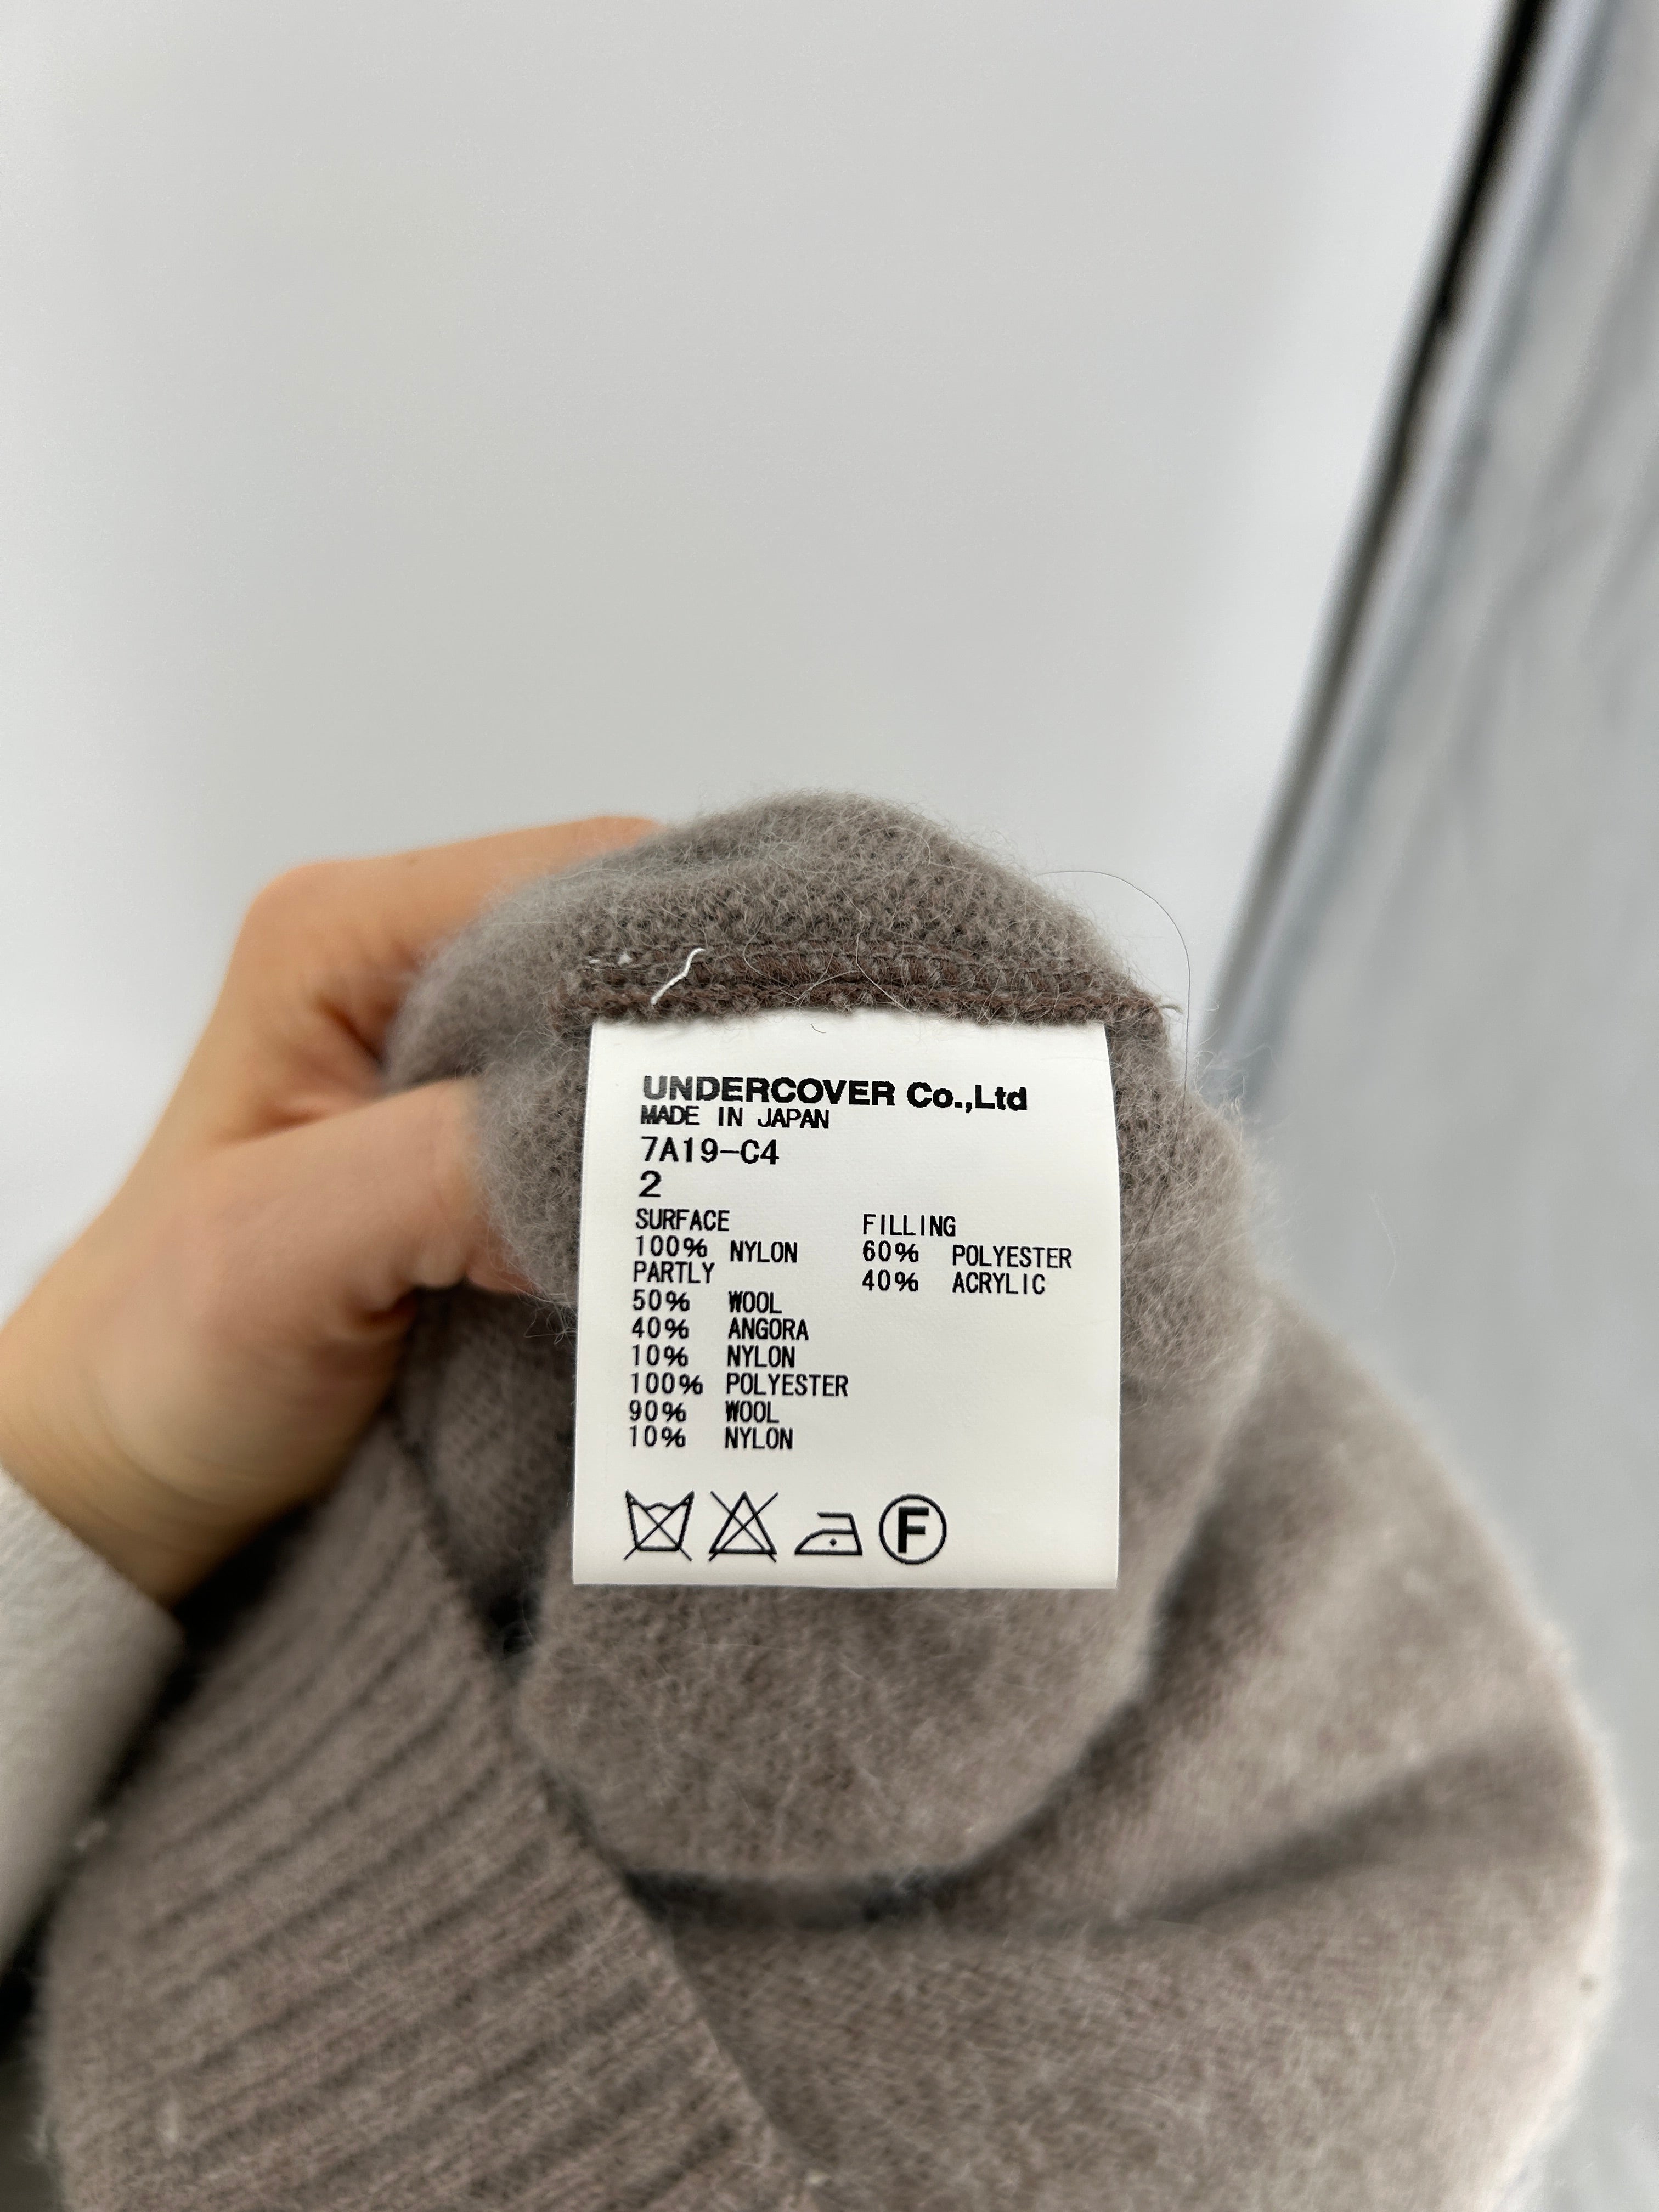 UNDERCOVER Co.,Ltd
MADE IN JAPAN
7A19-C4
2
SURFACE
100% NYLON
PARTLY
50% WOOL
40% ANGORA
10% NYLON
100% POLYESTER
90% WOOL
10% NYLON
FILLING
60% POLYESTER
40% ACRYLIC
F